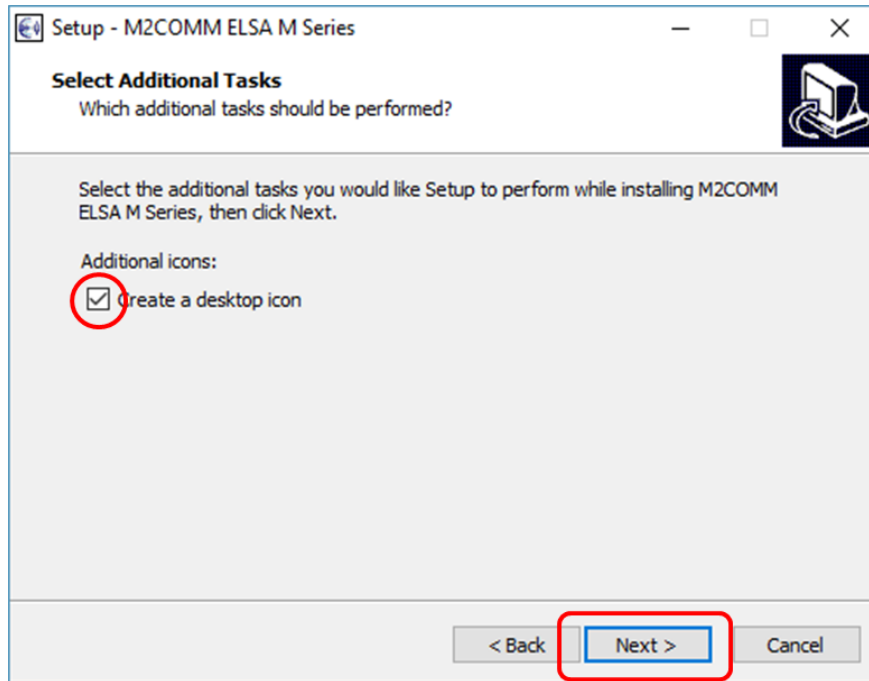 Setup - M2COMM ELSA M Series
Select Additional Tasks
Which additional tasks should be performed?
Select the additional tasks you would like Setup to perform while installing M2COMM
ELSA M Series, then click Next.
Additional icons:
Create a desktop icon
< Back
Next >
Cancel